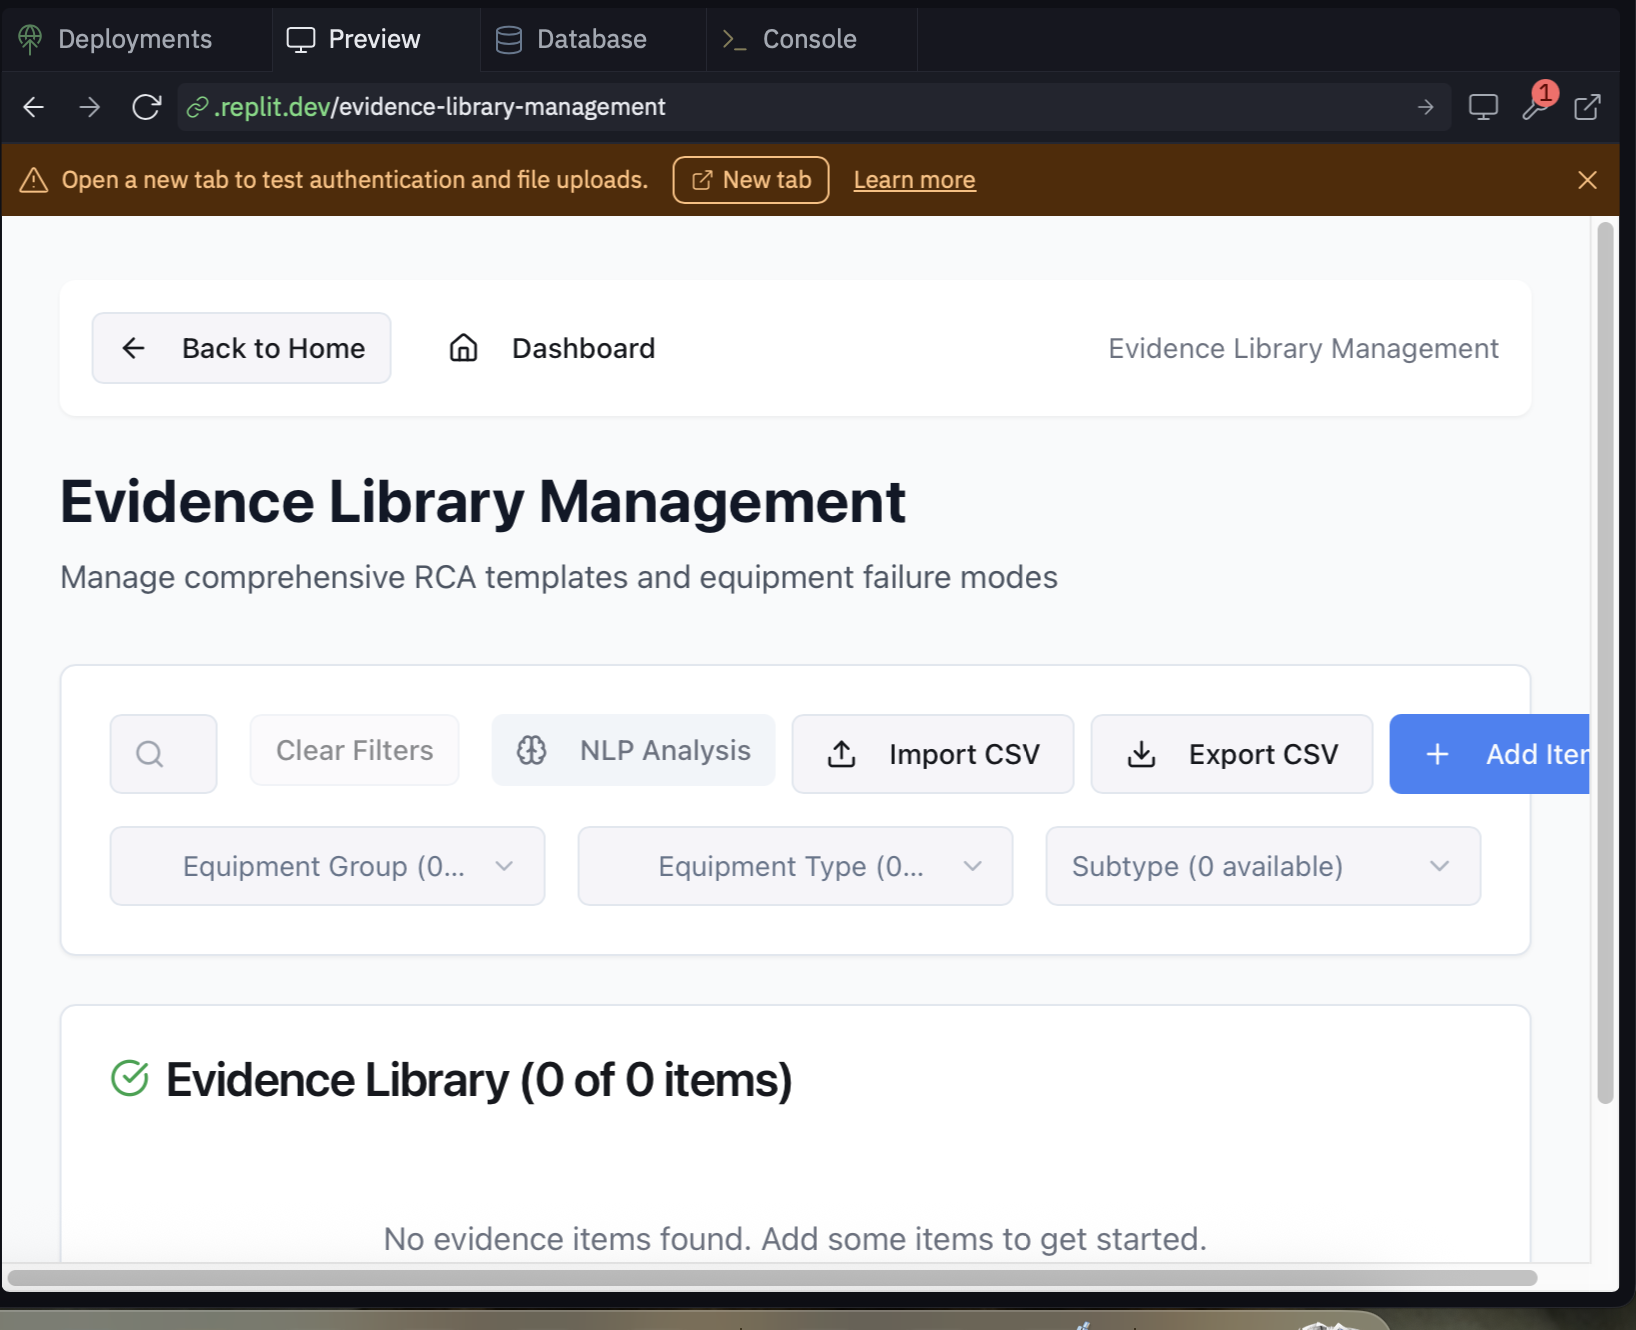 Deployments
Preview
Database
Console
.replit.dev/evidence-library-management
1
Open a new tab to test authentication and file uploads.
New tab
Learn more
Back to Home
Dashboard
Evidence Library Management
Evidence Library Management
Manage comprehensive RCA templates and equipment failure modes
Clear Filters
NLP Analysis
Import CSV
Export CSV
Add Iter
Equipment Group (0...
Equipment Type (0...
Subtype (0 available)
Evidence Library (0 of 0 items)
No evidence items found. Add some items to get started.